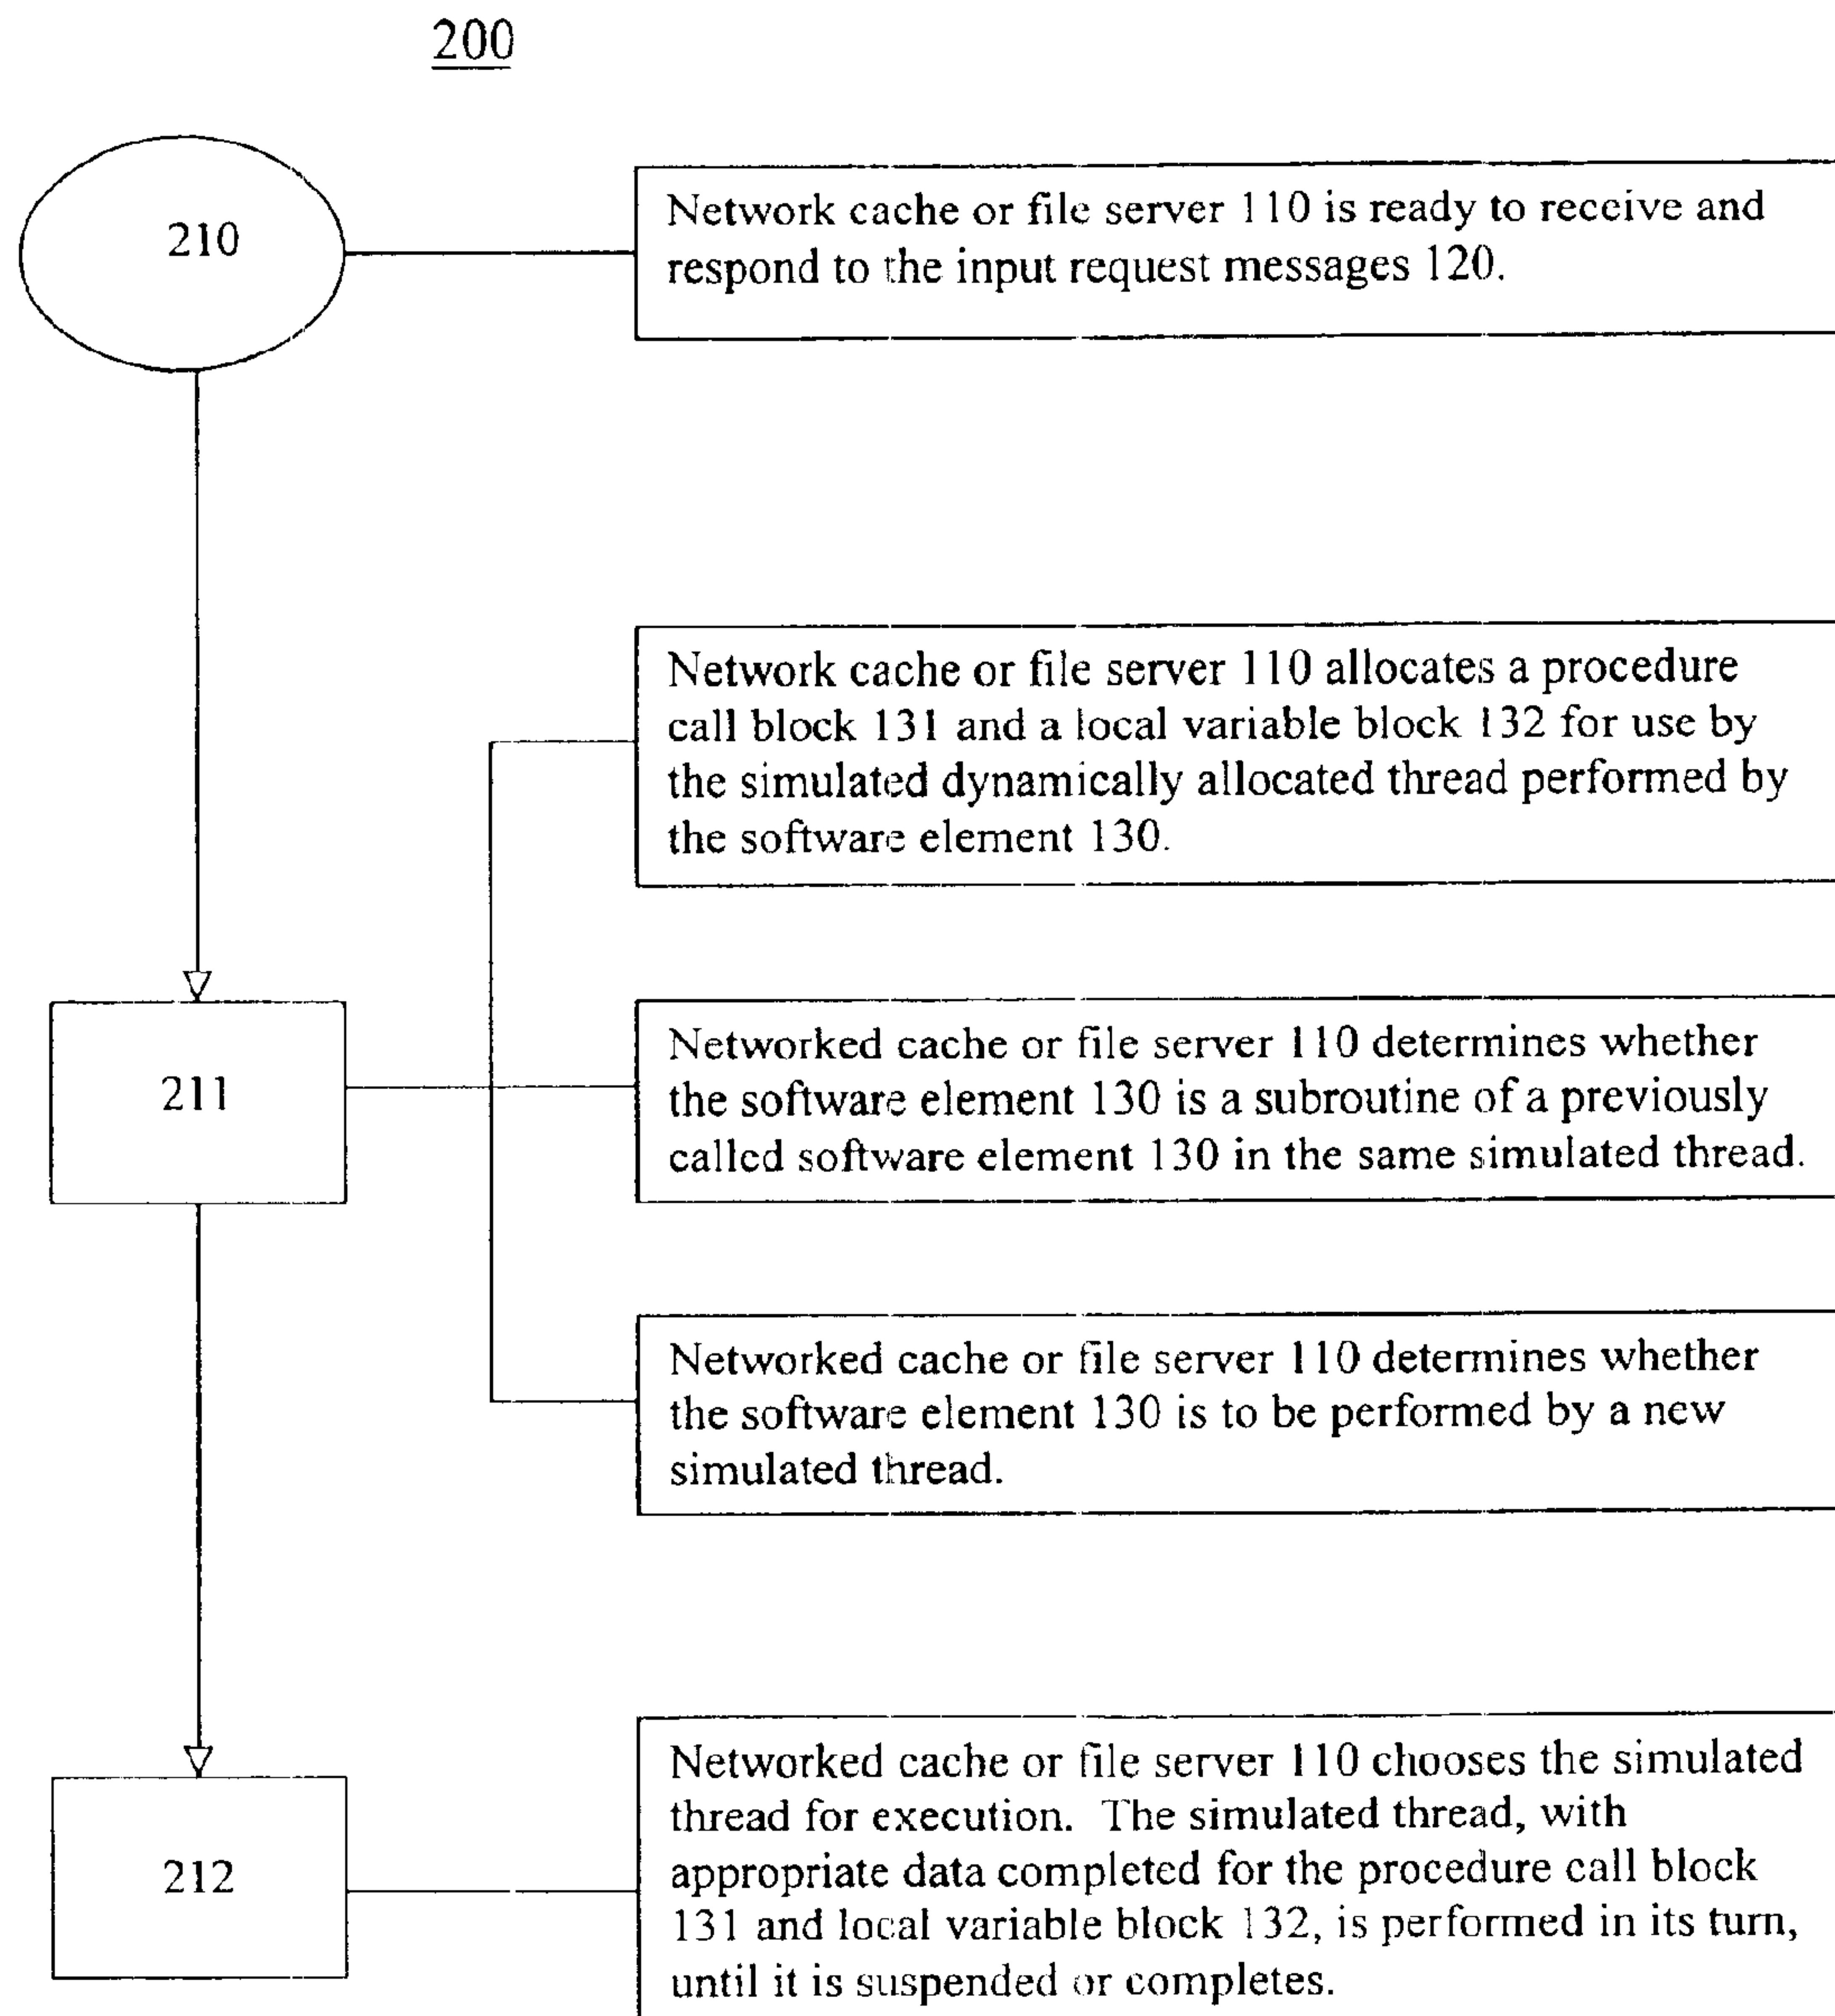 200
210
Network cache or file server 110 is ready to receive and
respond to the input request messages 120.
Network cache or file server 110 allocates a procedure
call block 131 and a local variable block 132 for use by
the simulated dynamically allocated thread performed by
the software element 130.
211
Networked cache or file server 110 determines whether
the software element 130 is a subroutine of a previously
called software element 130 in the same simulated thread.
Networked cache or file server 110 determines whether
the software element 130 is to be performed by a new
simulated thread.
212
Networked cache or file server 110 chooses the simulated
thread for execution. The simulated thread, with
appropriate data completed for the procedure call block
131 and local variable block 132, is performed in its turn,
until it is suspended or completes.